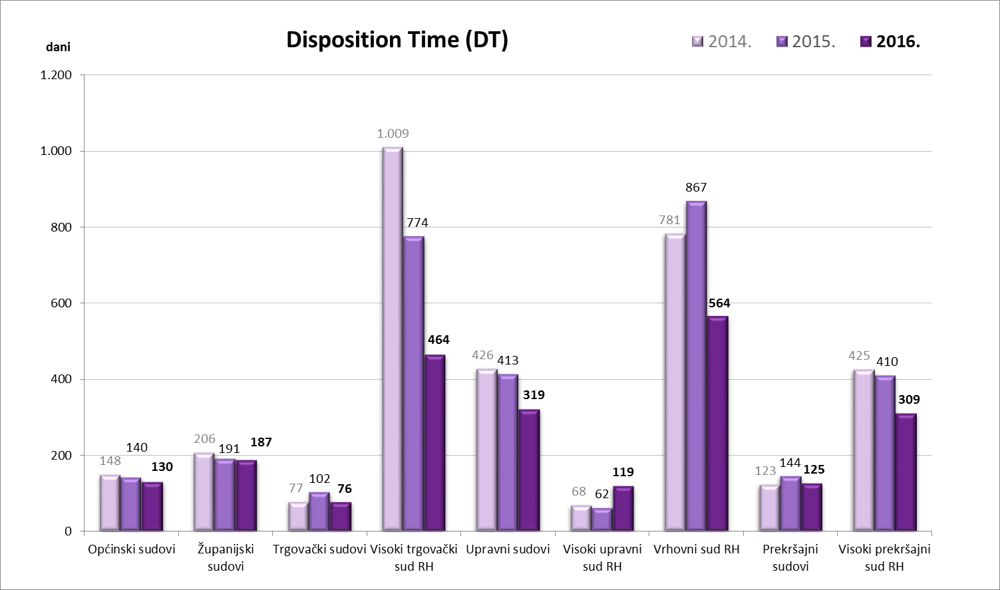 Disposition Time (DT)
2014. 2015. 2016.
dani
1.200
1.000
800
600
400
200
0
148 140 130
206 191 187
77 102 76
1.009 774 464
426 413 319
68 62 119
781 867 564
123 144 125
425 410 309
Općinski sudovi
Županijski
sudovi
Trgovački sudovi
Visoki trgovački
sud RH
Upravni sudovi
Visoki upravni
sud RH
Vrhovni sud RH
Prekršajni
sudovi
Visoki prekršajni
sud RH